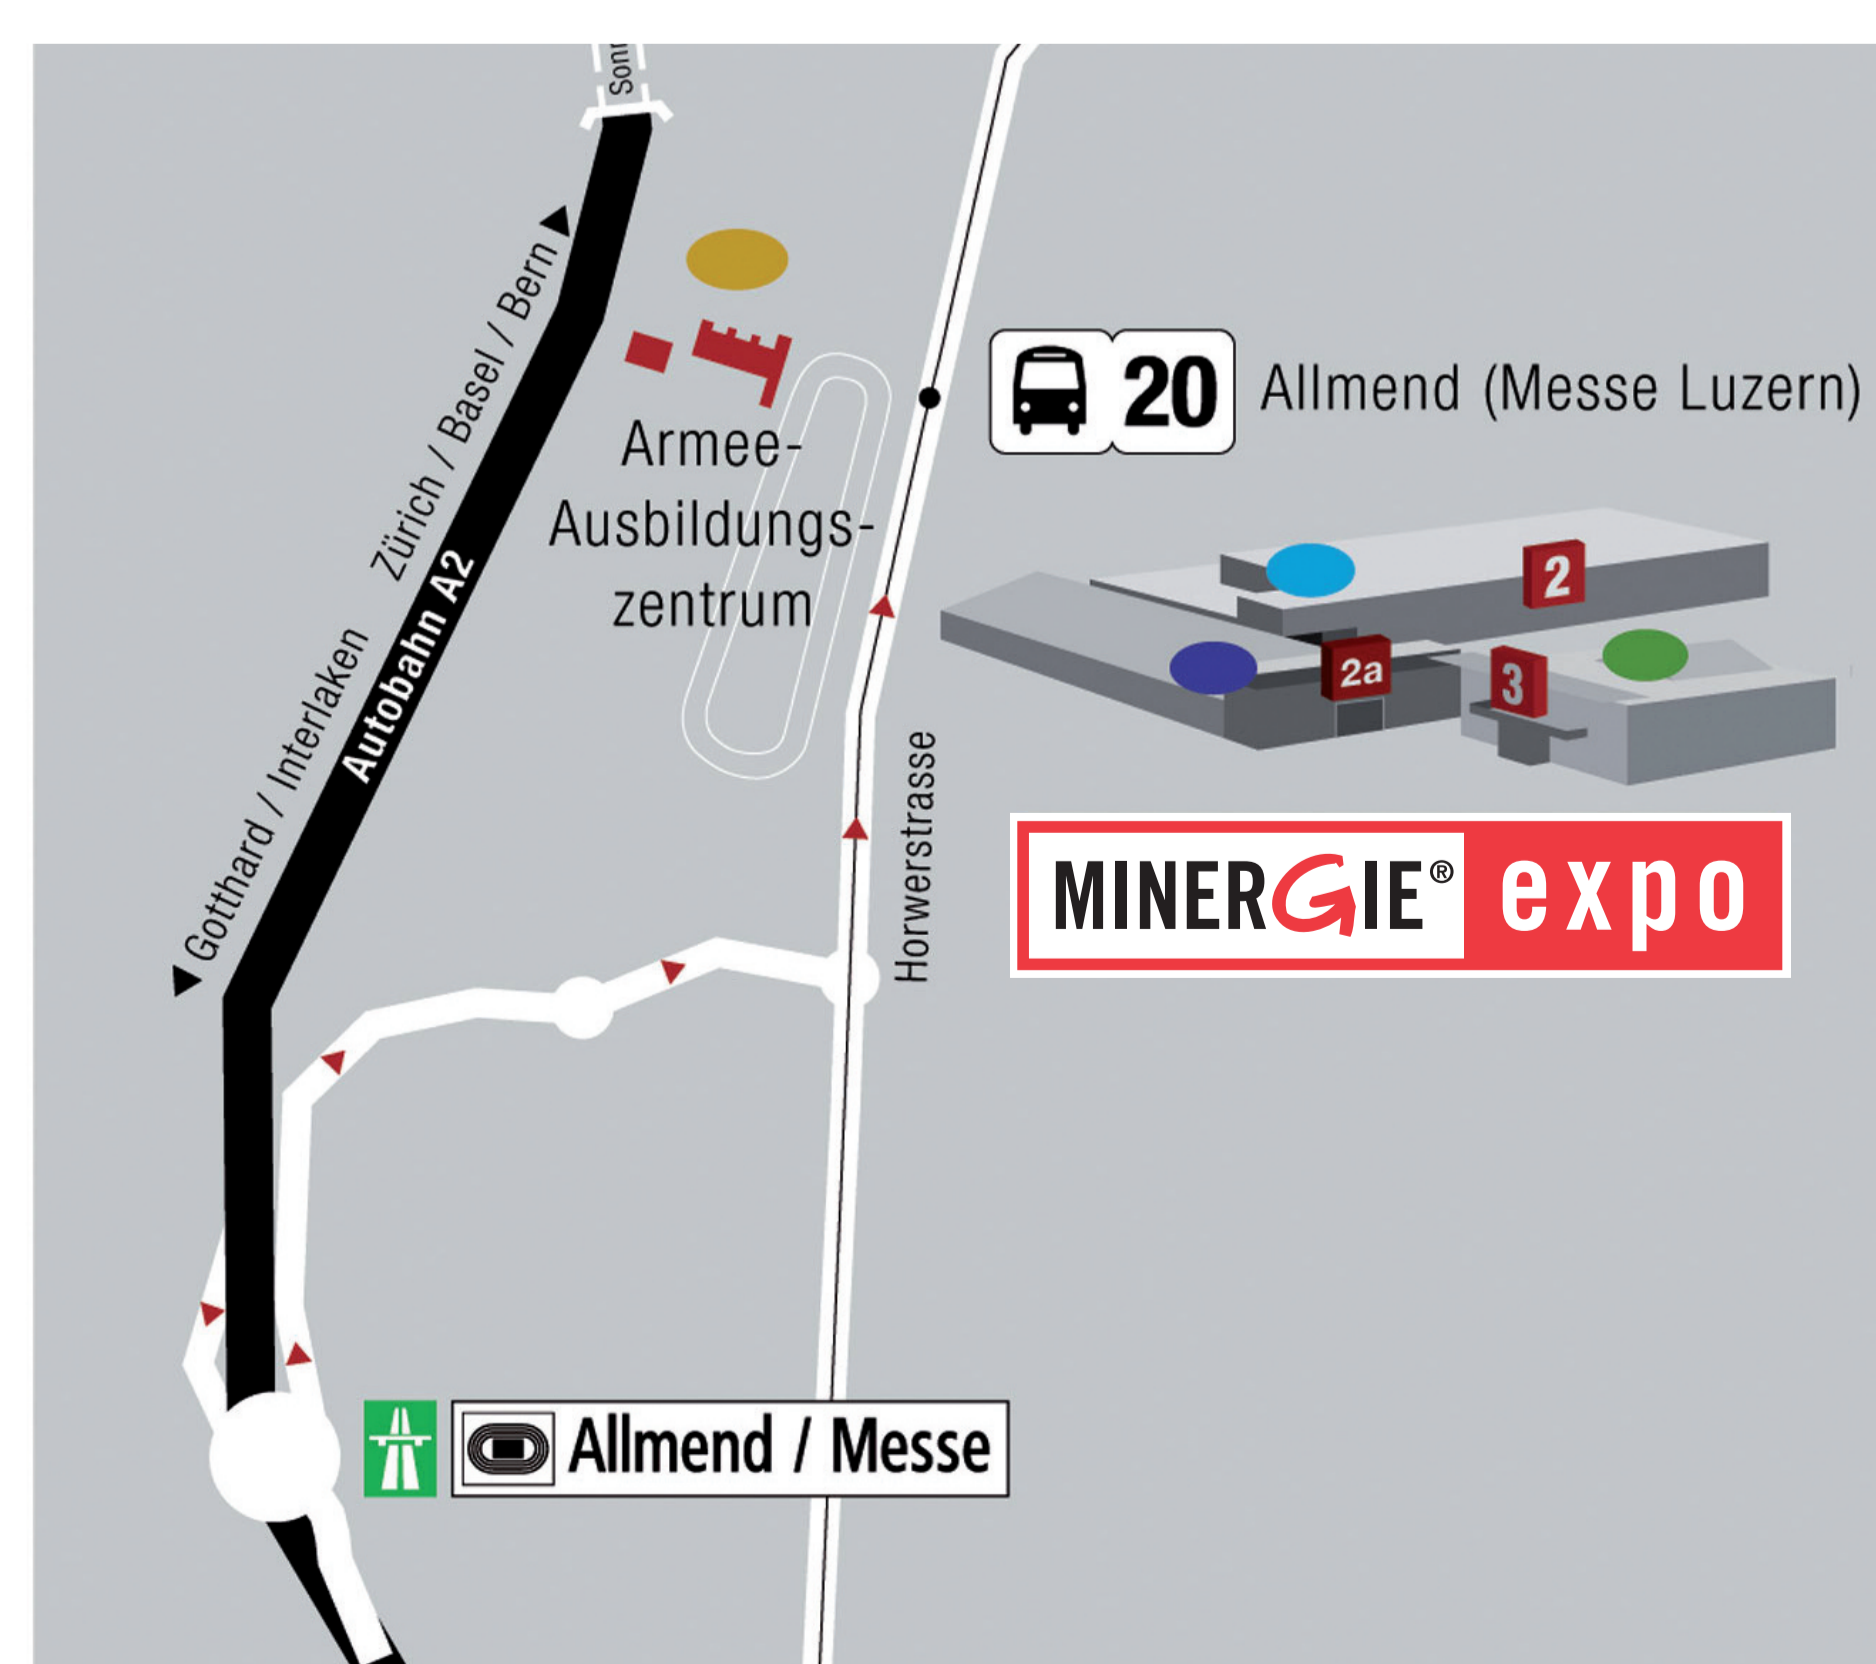 Sonn
Zürich / Basel / Bern
20
Allmend (Messe Luzern)
Armee-
Ausbildungs-
zentrum
Autobahn A2
2
2a
3
Gotthard / Interlaken
Horwerstrasse
MINERGIE® expo
Allmend / Messe